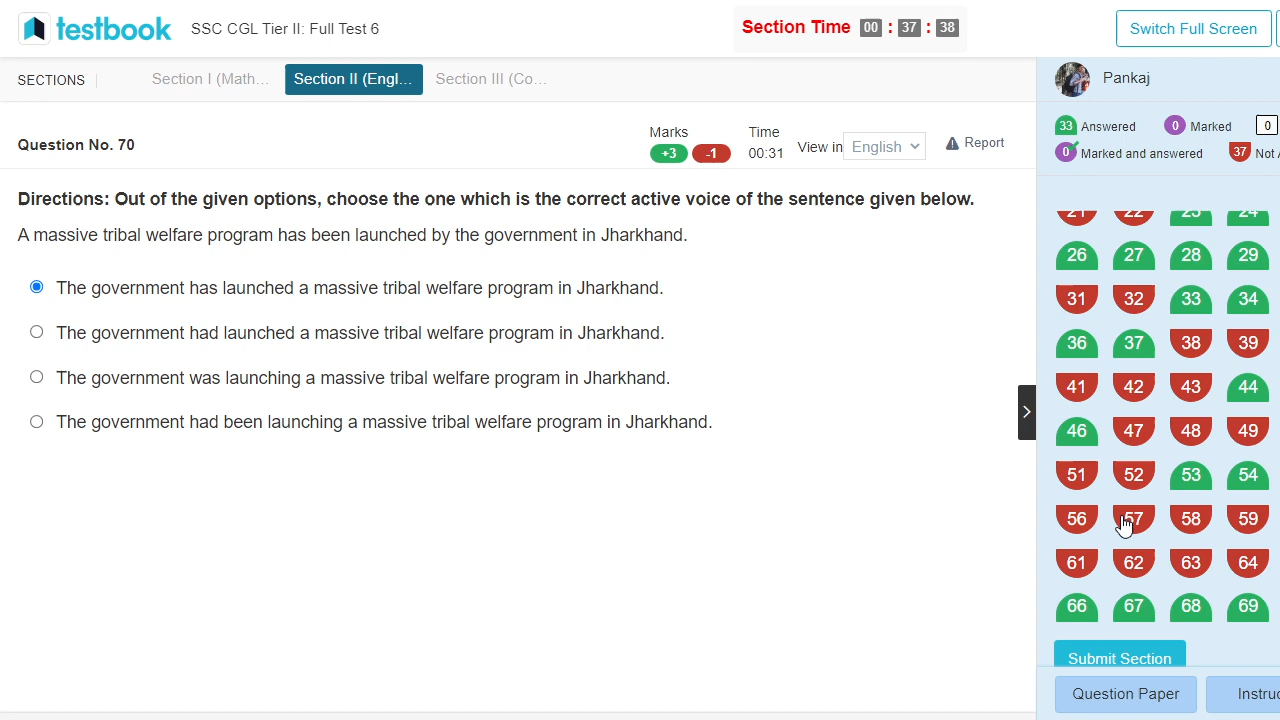 testbook
SSC CGL Tier II: Full Test 6
Section Time 00 : 37 : 38
Switch Full Screen
SECTIONS
Section I (Math...
Section II (Engl...
Section III (Co...
Pankaj
Question No. 70
Marks
+3 -1
Time
00:31
View in English
Report
33 Answered
0 Marked
0
0 Marked and answered
37 Not
Directions: Out of the given options, choose the one which is the correct active voice of the sentence given below.
A massive tribal welfare program has been launched by the government in Jharkhand.
The government has launched a massive tribal welfare program in Jharkhand.
The government had launched a massive tribal welfare program in Jharkhand.
The government was launching a massive tribal welfare program in Jharkhand.
The government had been launching a massive tribal welfare program in Jharkhand.
21 22 23 24
26 27 28 29
31 32 33 34
36 37 38 39
41 42 43 44
46 47 48 49
51 52 53 54
56 57 58 59
61 62 63 64
66 67 68 69
Submit Section
Question Paper
Instruc